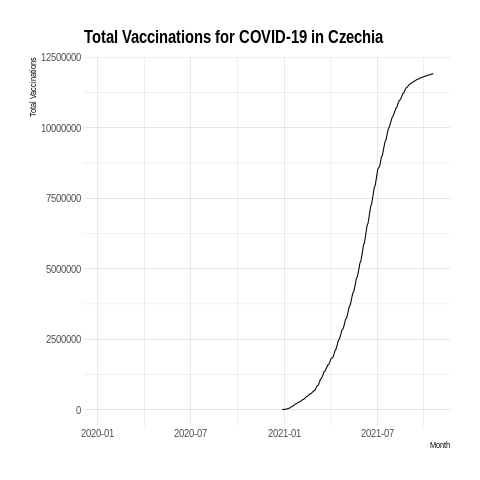 Total Vaccinations for COVID-19 in Czechia
Total Vaccinations
12500000
10000000
7500000
5000000
2500000
0
2020-01 2020-07 2021-01 2021-07
Month